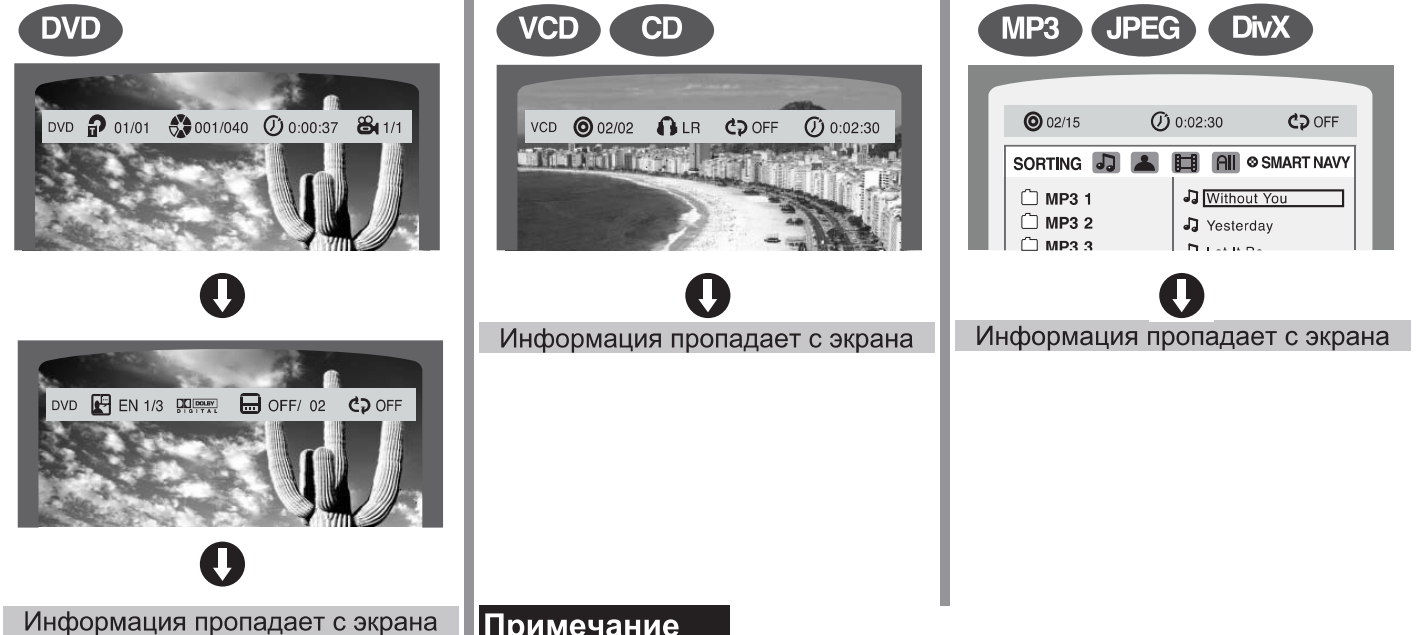 DVD
DVD 01/01 001/040 0:00:37 1/1
DVD EN 1/3 DOLBY DIGITAL OFF/ 02 OFF
Информация пропадает с экрана
VCD CD
VCD 02/02 LR OFF 0:02:30
Информация пропадает с экрана
Примечание
MP3 JPEG DivX
02/15 0:02:30 OFF
SORTING All SMART NAVY
MP3 1
MP3 2
MP3 3
Without You
Yesterday
Информация пропадает с экрана